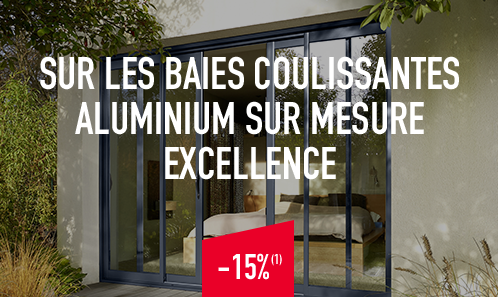 SUR LES BAIES COULISSANTES
ALUMINIUM SUR MESURE
EXCELLENCE
-15%(1)